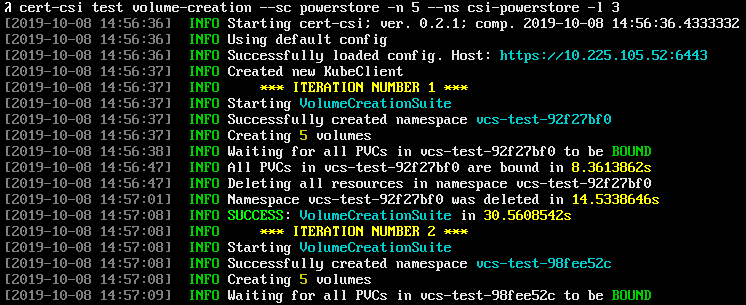 λ cert-csi test volume-creation --sc powerstore -n 5 --ns csi-powerstore -l 3
[2019-10-08 14:56:36] INFO Starting cert-csi; ver. 0.2.1; comp. 2019-10-08 14:56:36.4333332
[2019-10-08 14:56:36] INFO Using default config
[2019-10-08 14:56:36] INFO Successfully loaded config. Host: https://10.225.105.52:6443
[2019-10-08 14:56:37] INFO Created new KubeClient
[2019-10-08 14:56:37] INFO *** ITERATION NUMBER 1 ***
[2019-10-08 14:56:37] INFO Starting VolumeCreationSuite
[2019-10-08 14:56:37] INFO Successfully created namespace vcs-test-92f27bf0
[2019-10-08 14:56:37] INFO Creating 5 volumes
[2019-10-08 14:56:38] INFO Waiting for all PVCs in vcs-test-92f27bf0 to be BOUND
[2019-10-08 14:56:47] INFO All PVCs in vcs-test-92f27bf0 are bound in 8.3613862s
[2019-10-08 14:56:47] INFO Deleting all resources in namespace vcs-test-92f27bf0
[2019-10-08 14:57:01] INFO Namespace vcs-test-92f27bf0 was deleted in 14.5338646s
[2019-10-08 14:57:08] INFO SUCCESS: VolumeCreationSuite in 30.5608542s
[2019-10-08 14:57:08] INFO *** ITERATION NUMBER 2 ***
[2019-10-08 14:57:08] INFO Starting VolumeCreationSuite
[2019-10-08 14:57:08] INFO Successfully created namespace vcs-test-98fee52c
[2019-10-08 14:57:08] INFO Creating 5 volumes
[2019-10-08 14:57:09] INFO Waiting for all PVCs in vcs-test-98fee52c to be BOUND